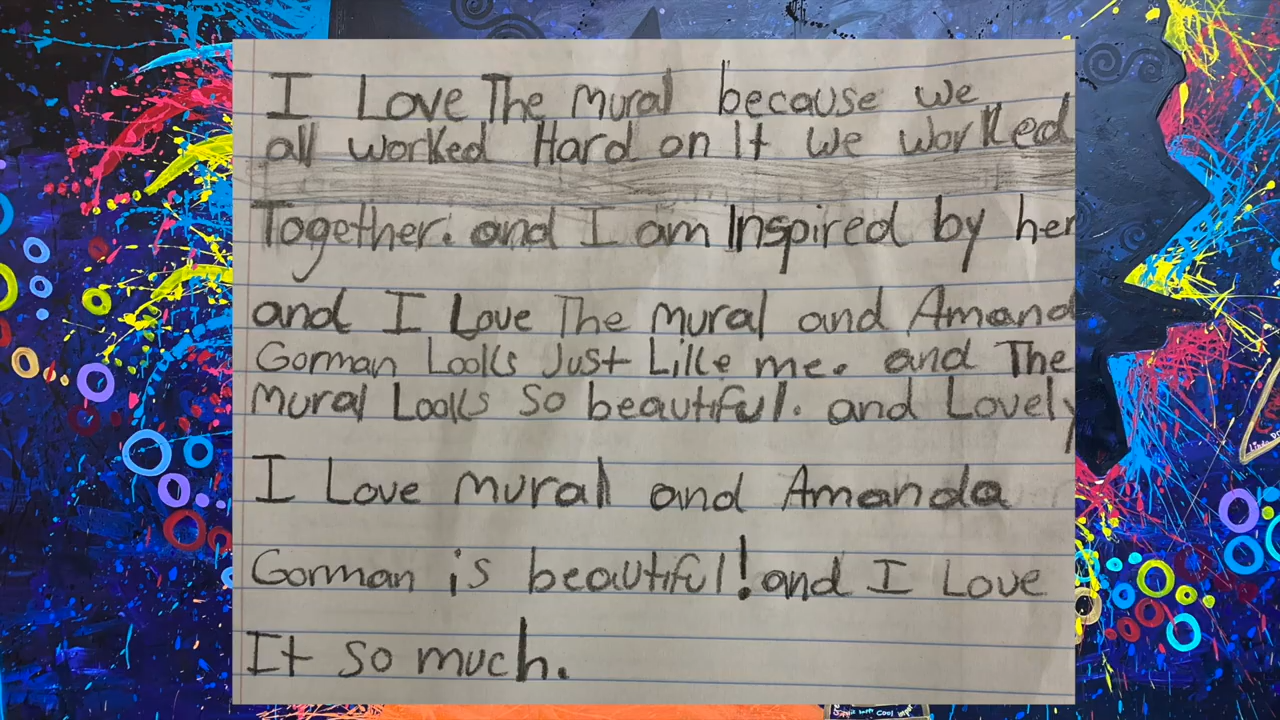 I Love The Mural because we
all worked Hard on It we worked
Together. and I am Inspired by her
and I Love The Mural and Amand
Gorman Looks Just Like me. and The
Mural Looks So beautiful. and Lovely
I Love mural and Amanda
Gorman is beautiful! and I Love
It so much.